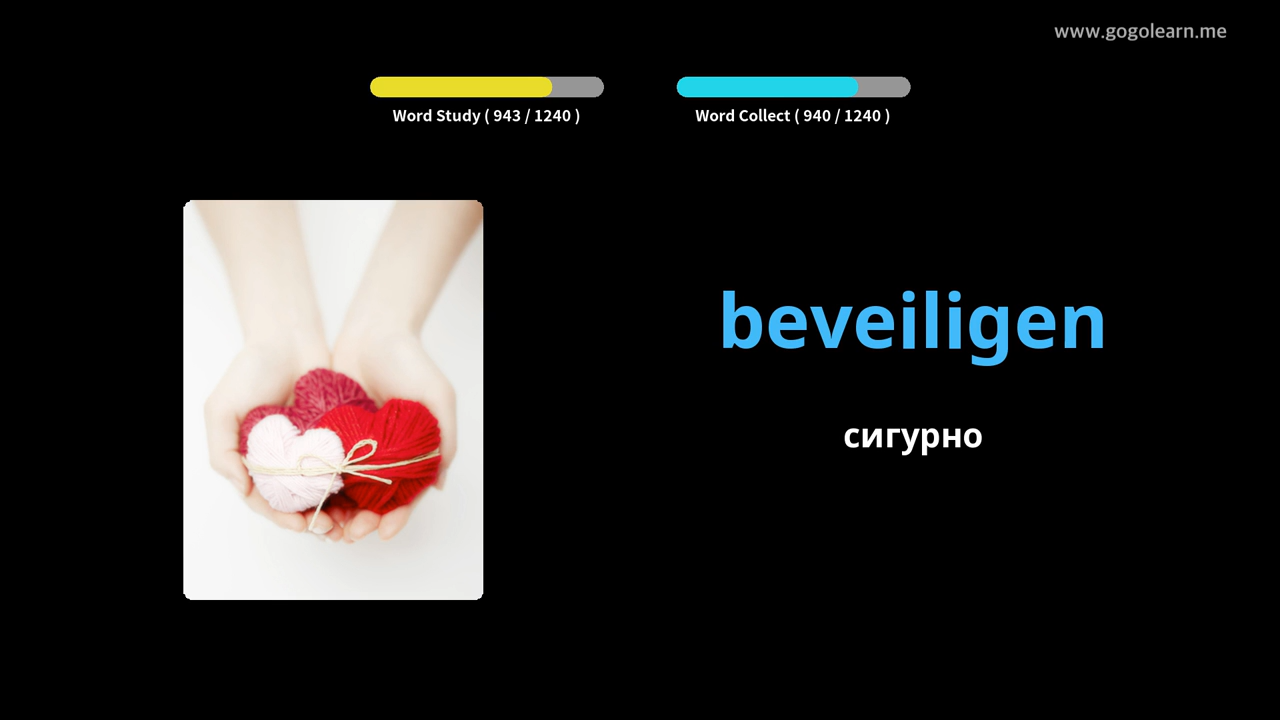 www.gogolearn.me
Word Study ( 943 / 1240 )
Word Collect ( 940 / 1240 )
beveiligen
сигурно